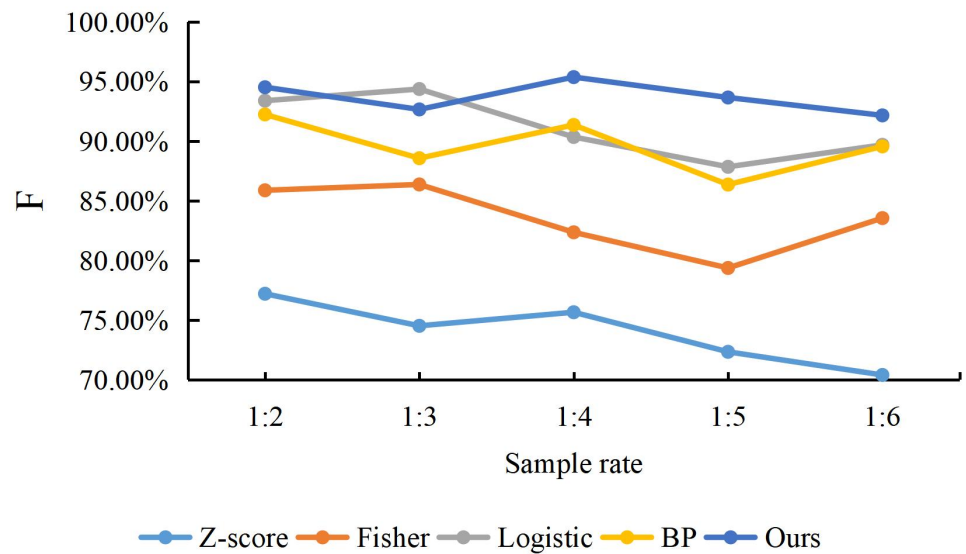 100.00%
95.00%
90.00%
85.00%
80.00%
75.00%
70.00%
F
1:2 1:3 1:4 1:5 1:6
Sample rate
Z-score Fisher Logistic BP Ours